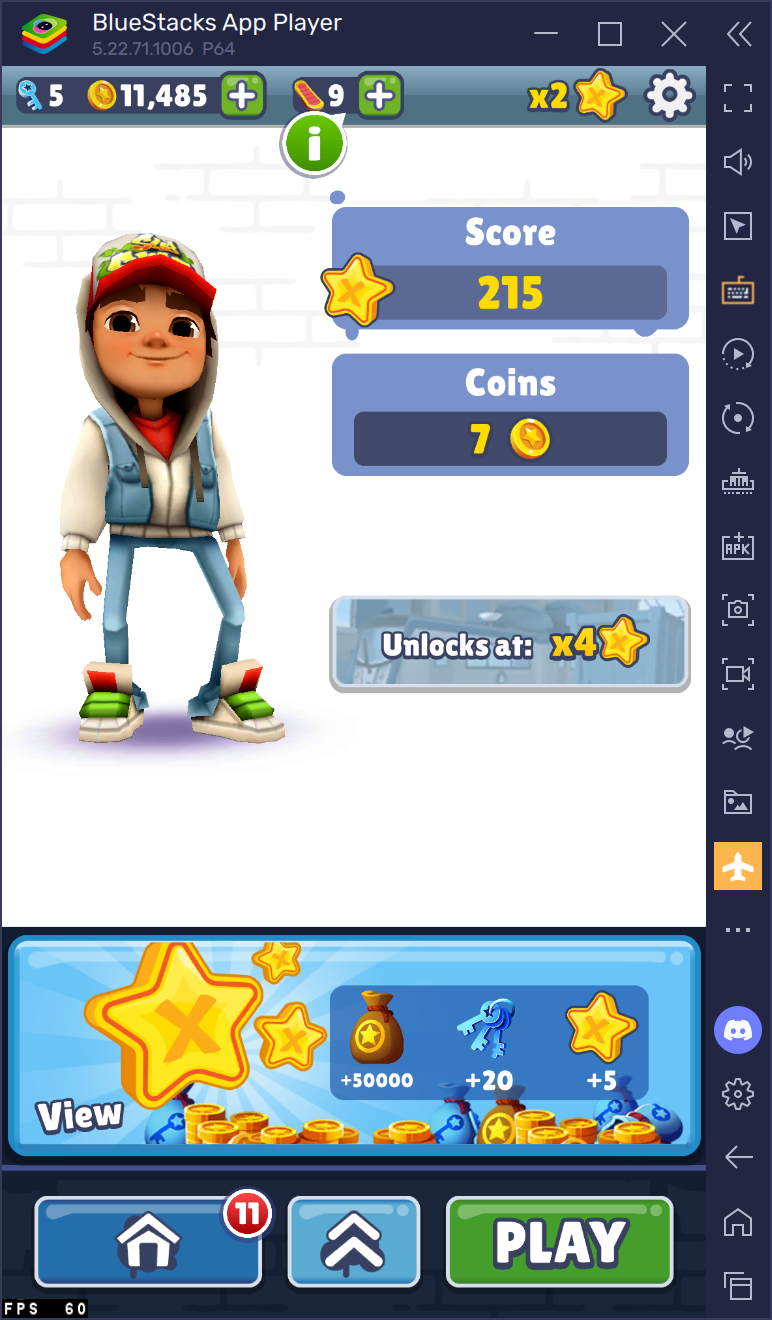 BlueStacks App Player
5.22.71.1006 P64
5 11,485 9 x2
i
Score
215
Coins
7
Unlocks at: x4
+50000 +20 +5
View
11
PLAY
APK
FPS 60